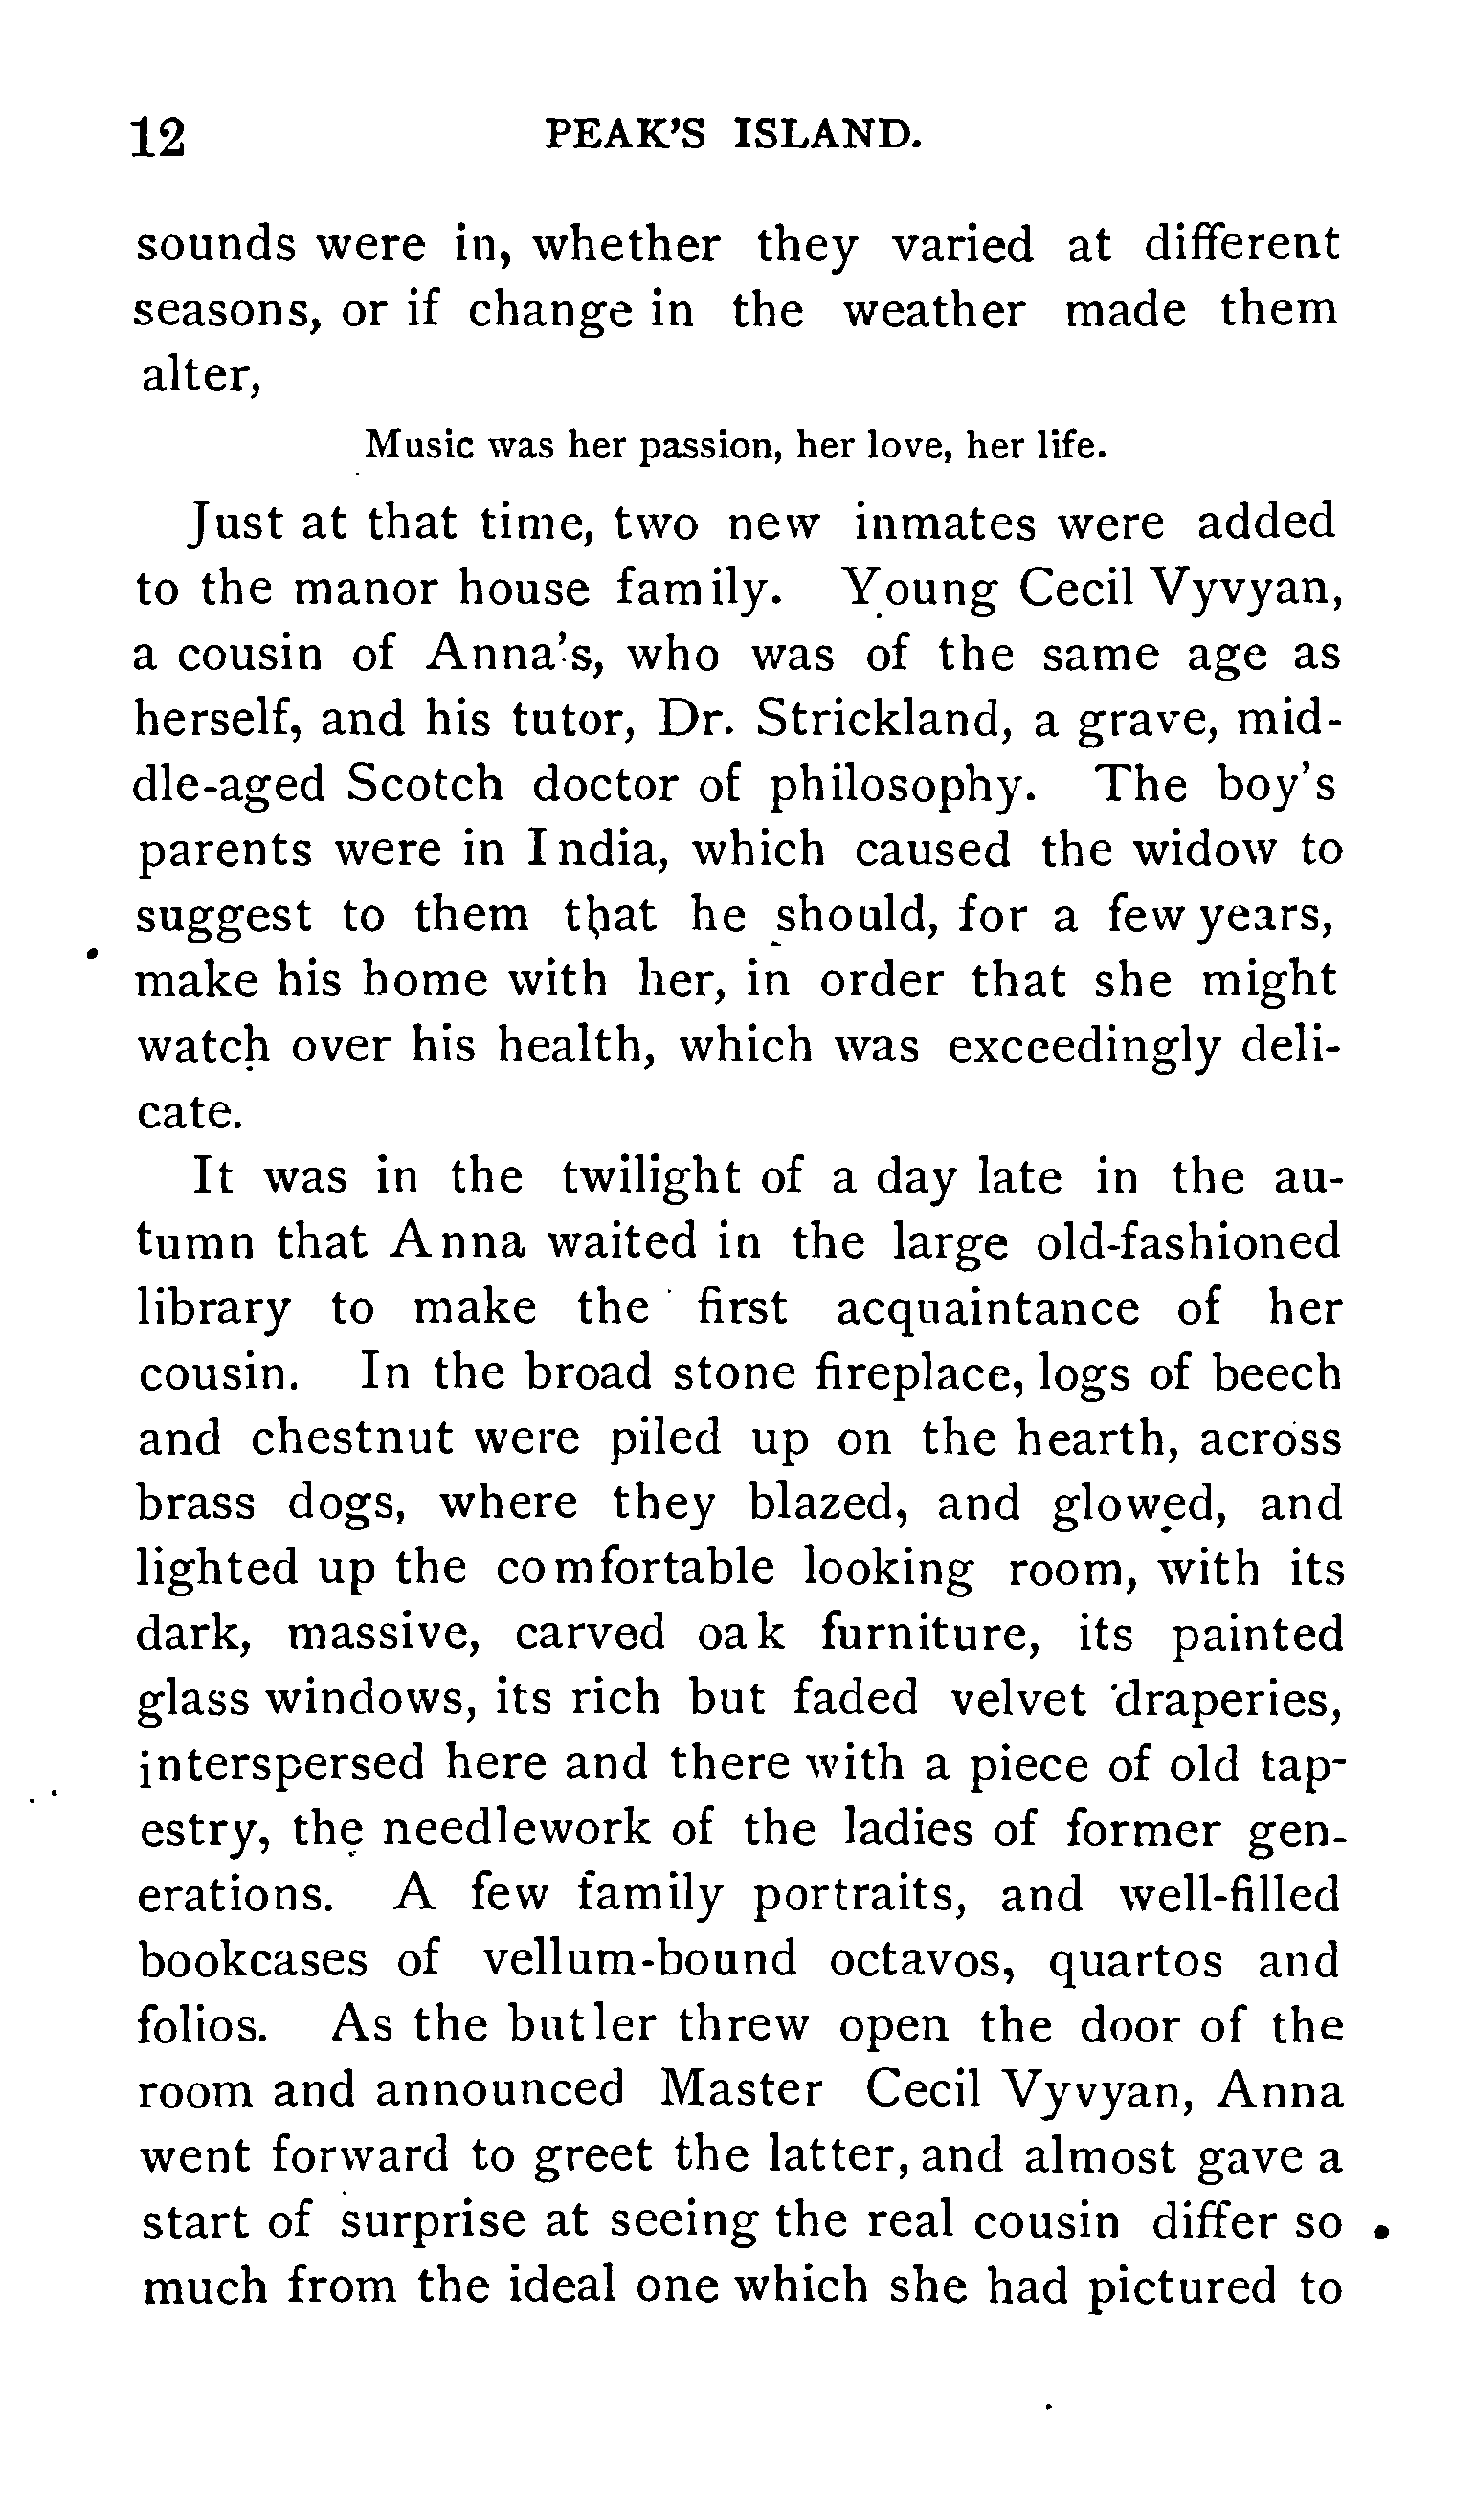 12 PEAK'S ISLAND.
sounds were in, whether they varied at different
seasons, or if change in the weather made them
alter,
Music was her passion, her love, her life.
Just at that time, two new inmates were added
to the manor house family. Young Cecil Vyvyan,
a cousin of Anna's, who was of the same age as
herself, and his tutor, Dr. Strickland, a grave, mid-
dle-aged Scotch doctor of philosophy. The boy's
parents were in India, which caused the widow to
suggest to them that he should, for a few years,
make his home with her, in order that she might
watch over his health, which was exceedingly deli-
cate.
It was in the twilight of a day late in the au-
tumn that Anna waited in the large old-fashioned
library to make the first acquaintance of her
cousin. In the broad stone fireplace, logs of beech
and chestnut were piled up on the hearth, across
brass dogs, where they blazed, and glowed, and
lighted up the comfortable looking room, with its
dark, massive, carved oak furniture, its painted
glass windows, its rich but faded velvet draperies,
interspersed here and there with a piece of old tap-
estry, the needlework of the ladies of former gen-
erations. A few family portraits, and well-filled
bookcases of vellum-bound octavos, quartos and
folios. As the butler threw open the door of the
room and announced Master Cecil Vyvyan, Anna
went forward to greet the latter, and almost gave a
start of surprise at seeing the real cousin differ so
much from the ideal one which she had pictured to